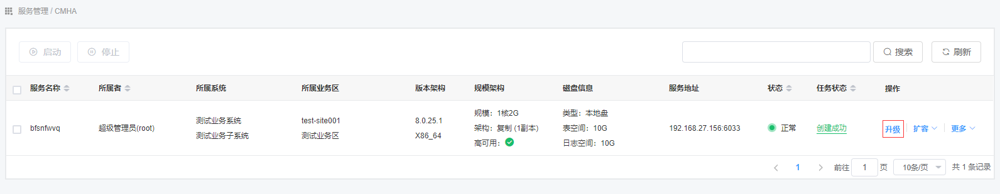 服务管理 / CMHA
启动 停止 搜索 刷新
服务名称 所属者 所属系统 所属业务区 版本架构 规模架构 磁盘信息 服务地址 状态 任务状态 操作
bfsnfwvq 超级管理员(root) 测试业务系统 test-site001 8.0.25.1 规模：1核2G 类型：本地盘 192.168.27.156:6033 正常 创建成功 升级 扩容 更多
测试业务子系统 测试业务区 X86_64 架构：复制 (1副本) 表空间：10G
高可用： 日志空间：10G
1 前往 1 页 10条/页 共 1 条记录